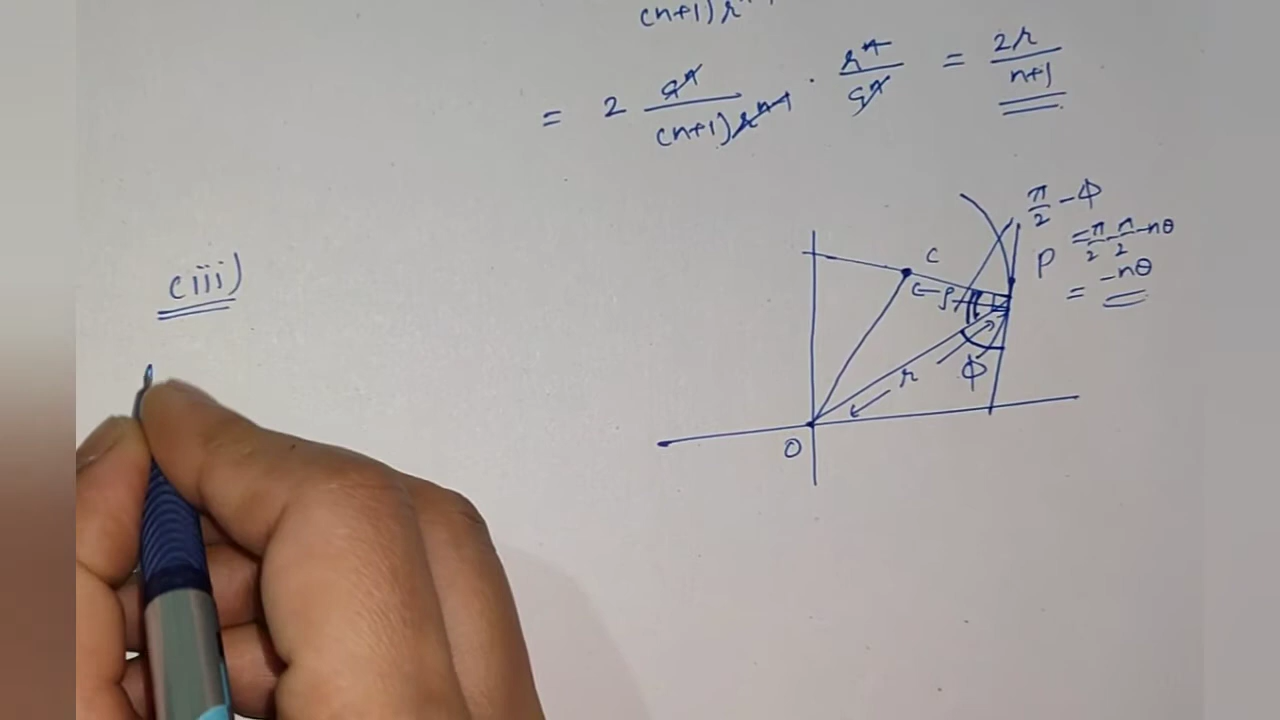 (n+1) r
= 2 a^n / (n+1) r^{n-1} · r^n / a^n = 2r / n+1
π/2 - Φ
P = π/2 - π/2 - nθ
= -nθ
(iii)
C
ρ
r
Φ
O